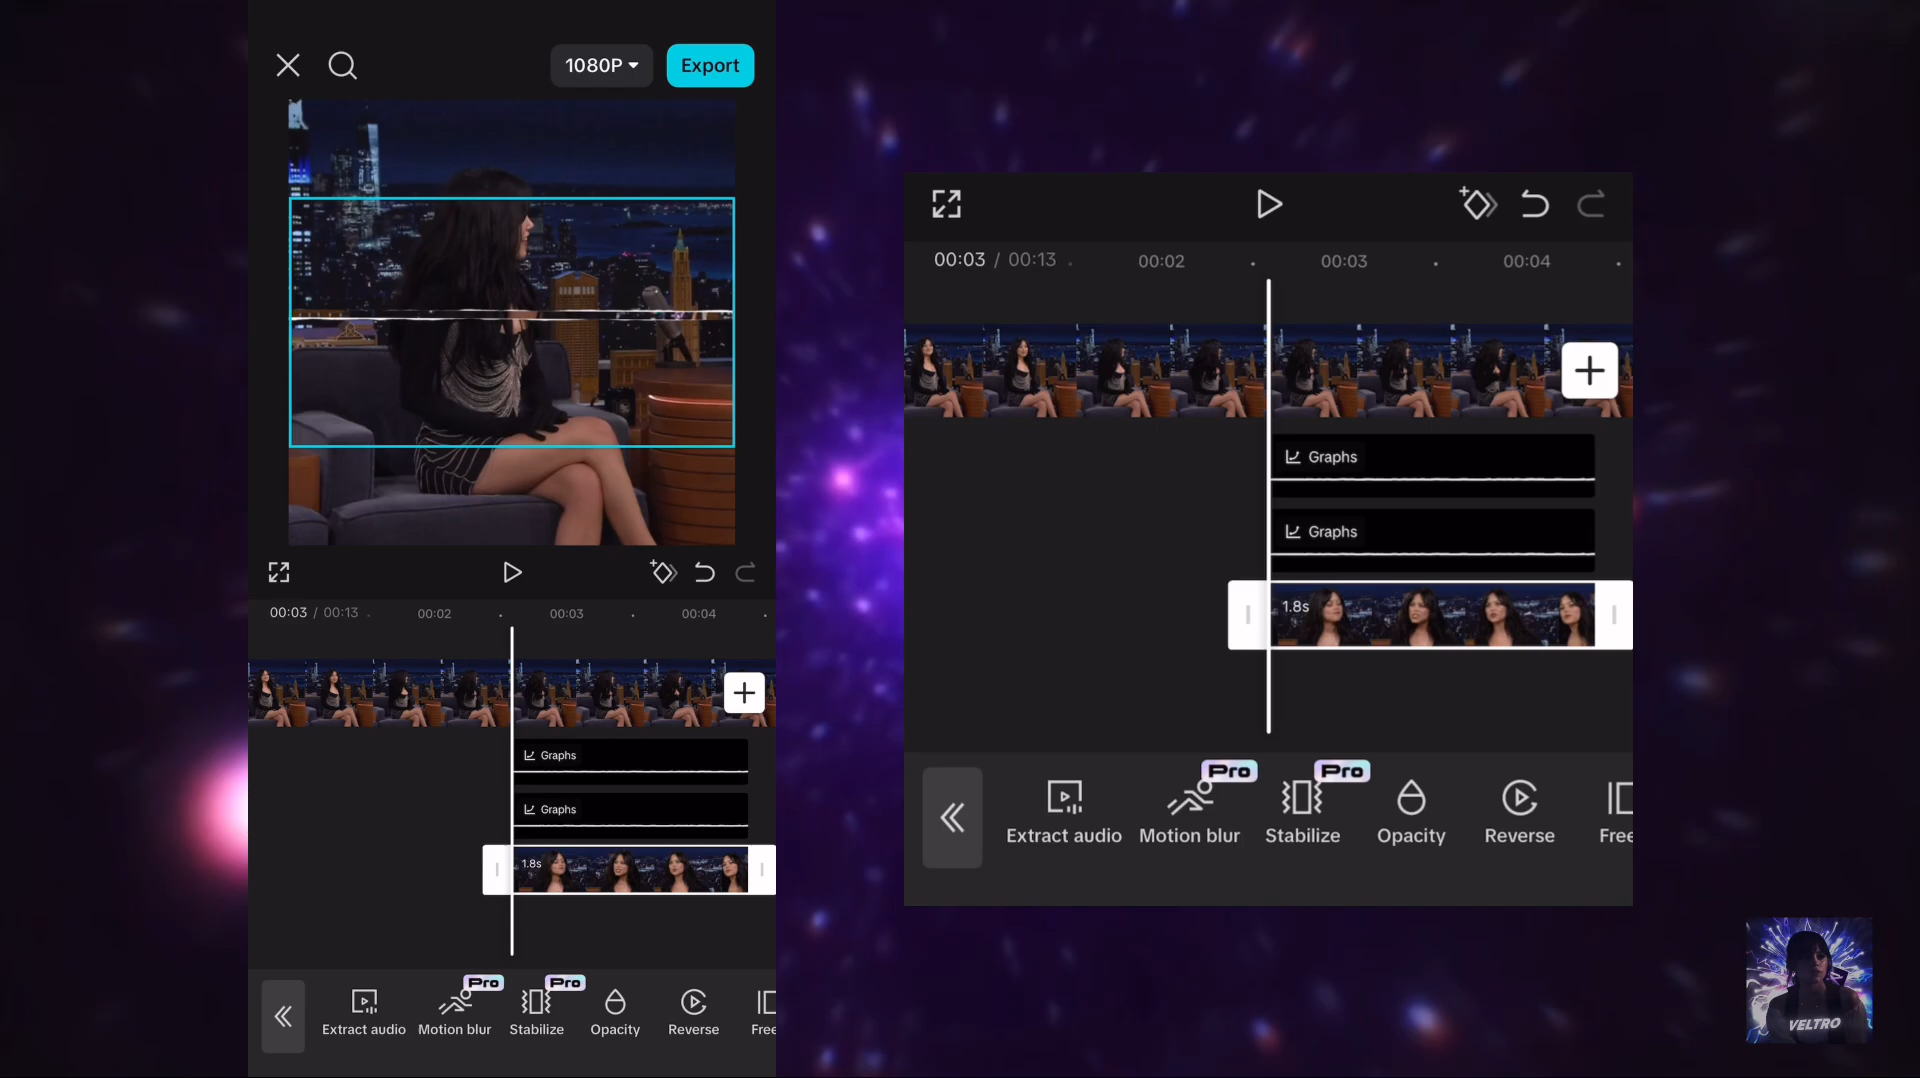 1080P
Export
00:03 / 00:13
00:02
00:03
00:04
Graphs
Graphs
1.8s
Pro
Pro
Extract audio
Motion blur
Stabilize
Opacity
Reverse
Free
00:03 / 00:13
00:02
00:03
00:04
Graphs
Graphs
1.8s
Pro
Pro
Extract audio
Motion blur
Stabilize
Opacity
Reverse
Free
VELTRO